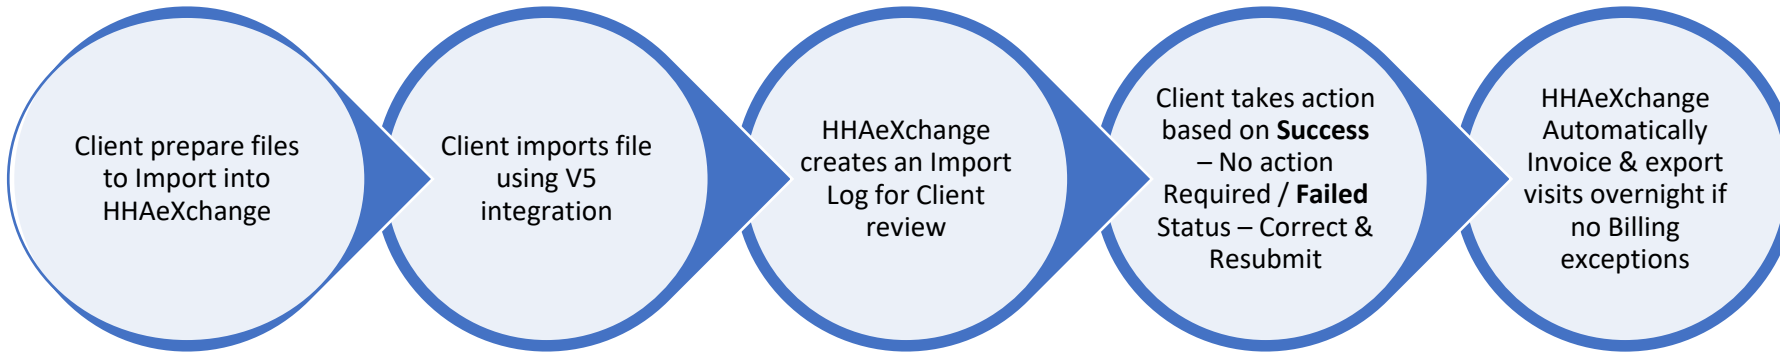 Client prepare files
to Import into
HHAeXchange
Client imports file
using V5
integration
HHAeXchange
creates an Import
Log for Client
review
Client takes action
based on Success
– No action
Required / Failed
Status – Correct &
Resubmit
HHAeXchange
Automatically
Invoice & export
visits overnight if
no Billing
exceptions